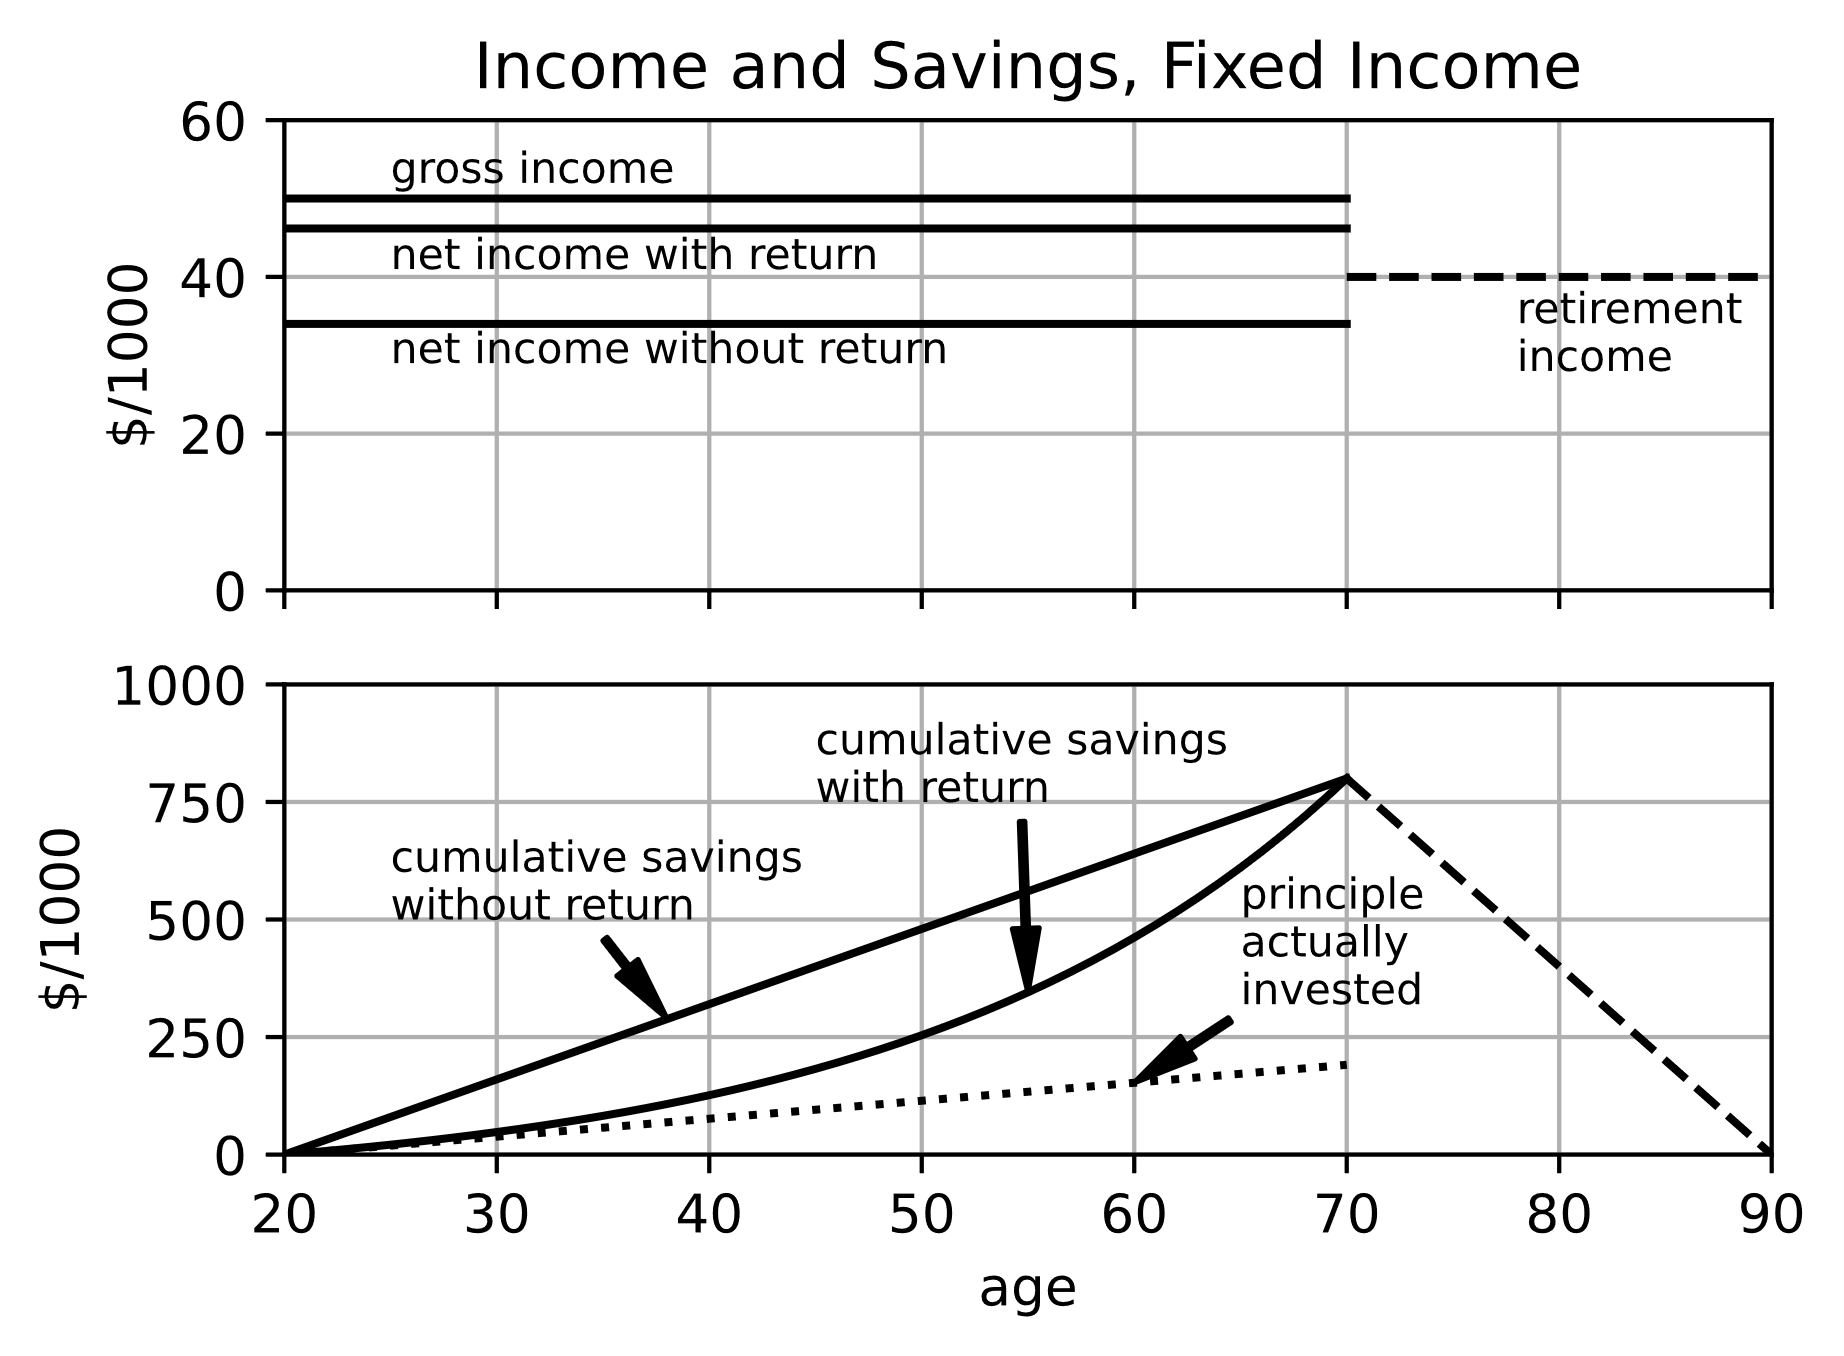 Income and Savings, Fixed Income
60
gross income
net income with return
40
retirement
income
net income without return
20
0
$/1000
1000
cumulative savings
with return
750
cumulative savings
without return
principle
actually
invested
500
250
0
$/1000
20 30 40 50 60 70 80 90
age